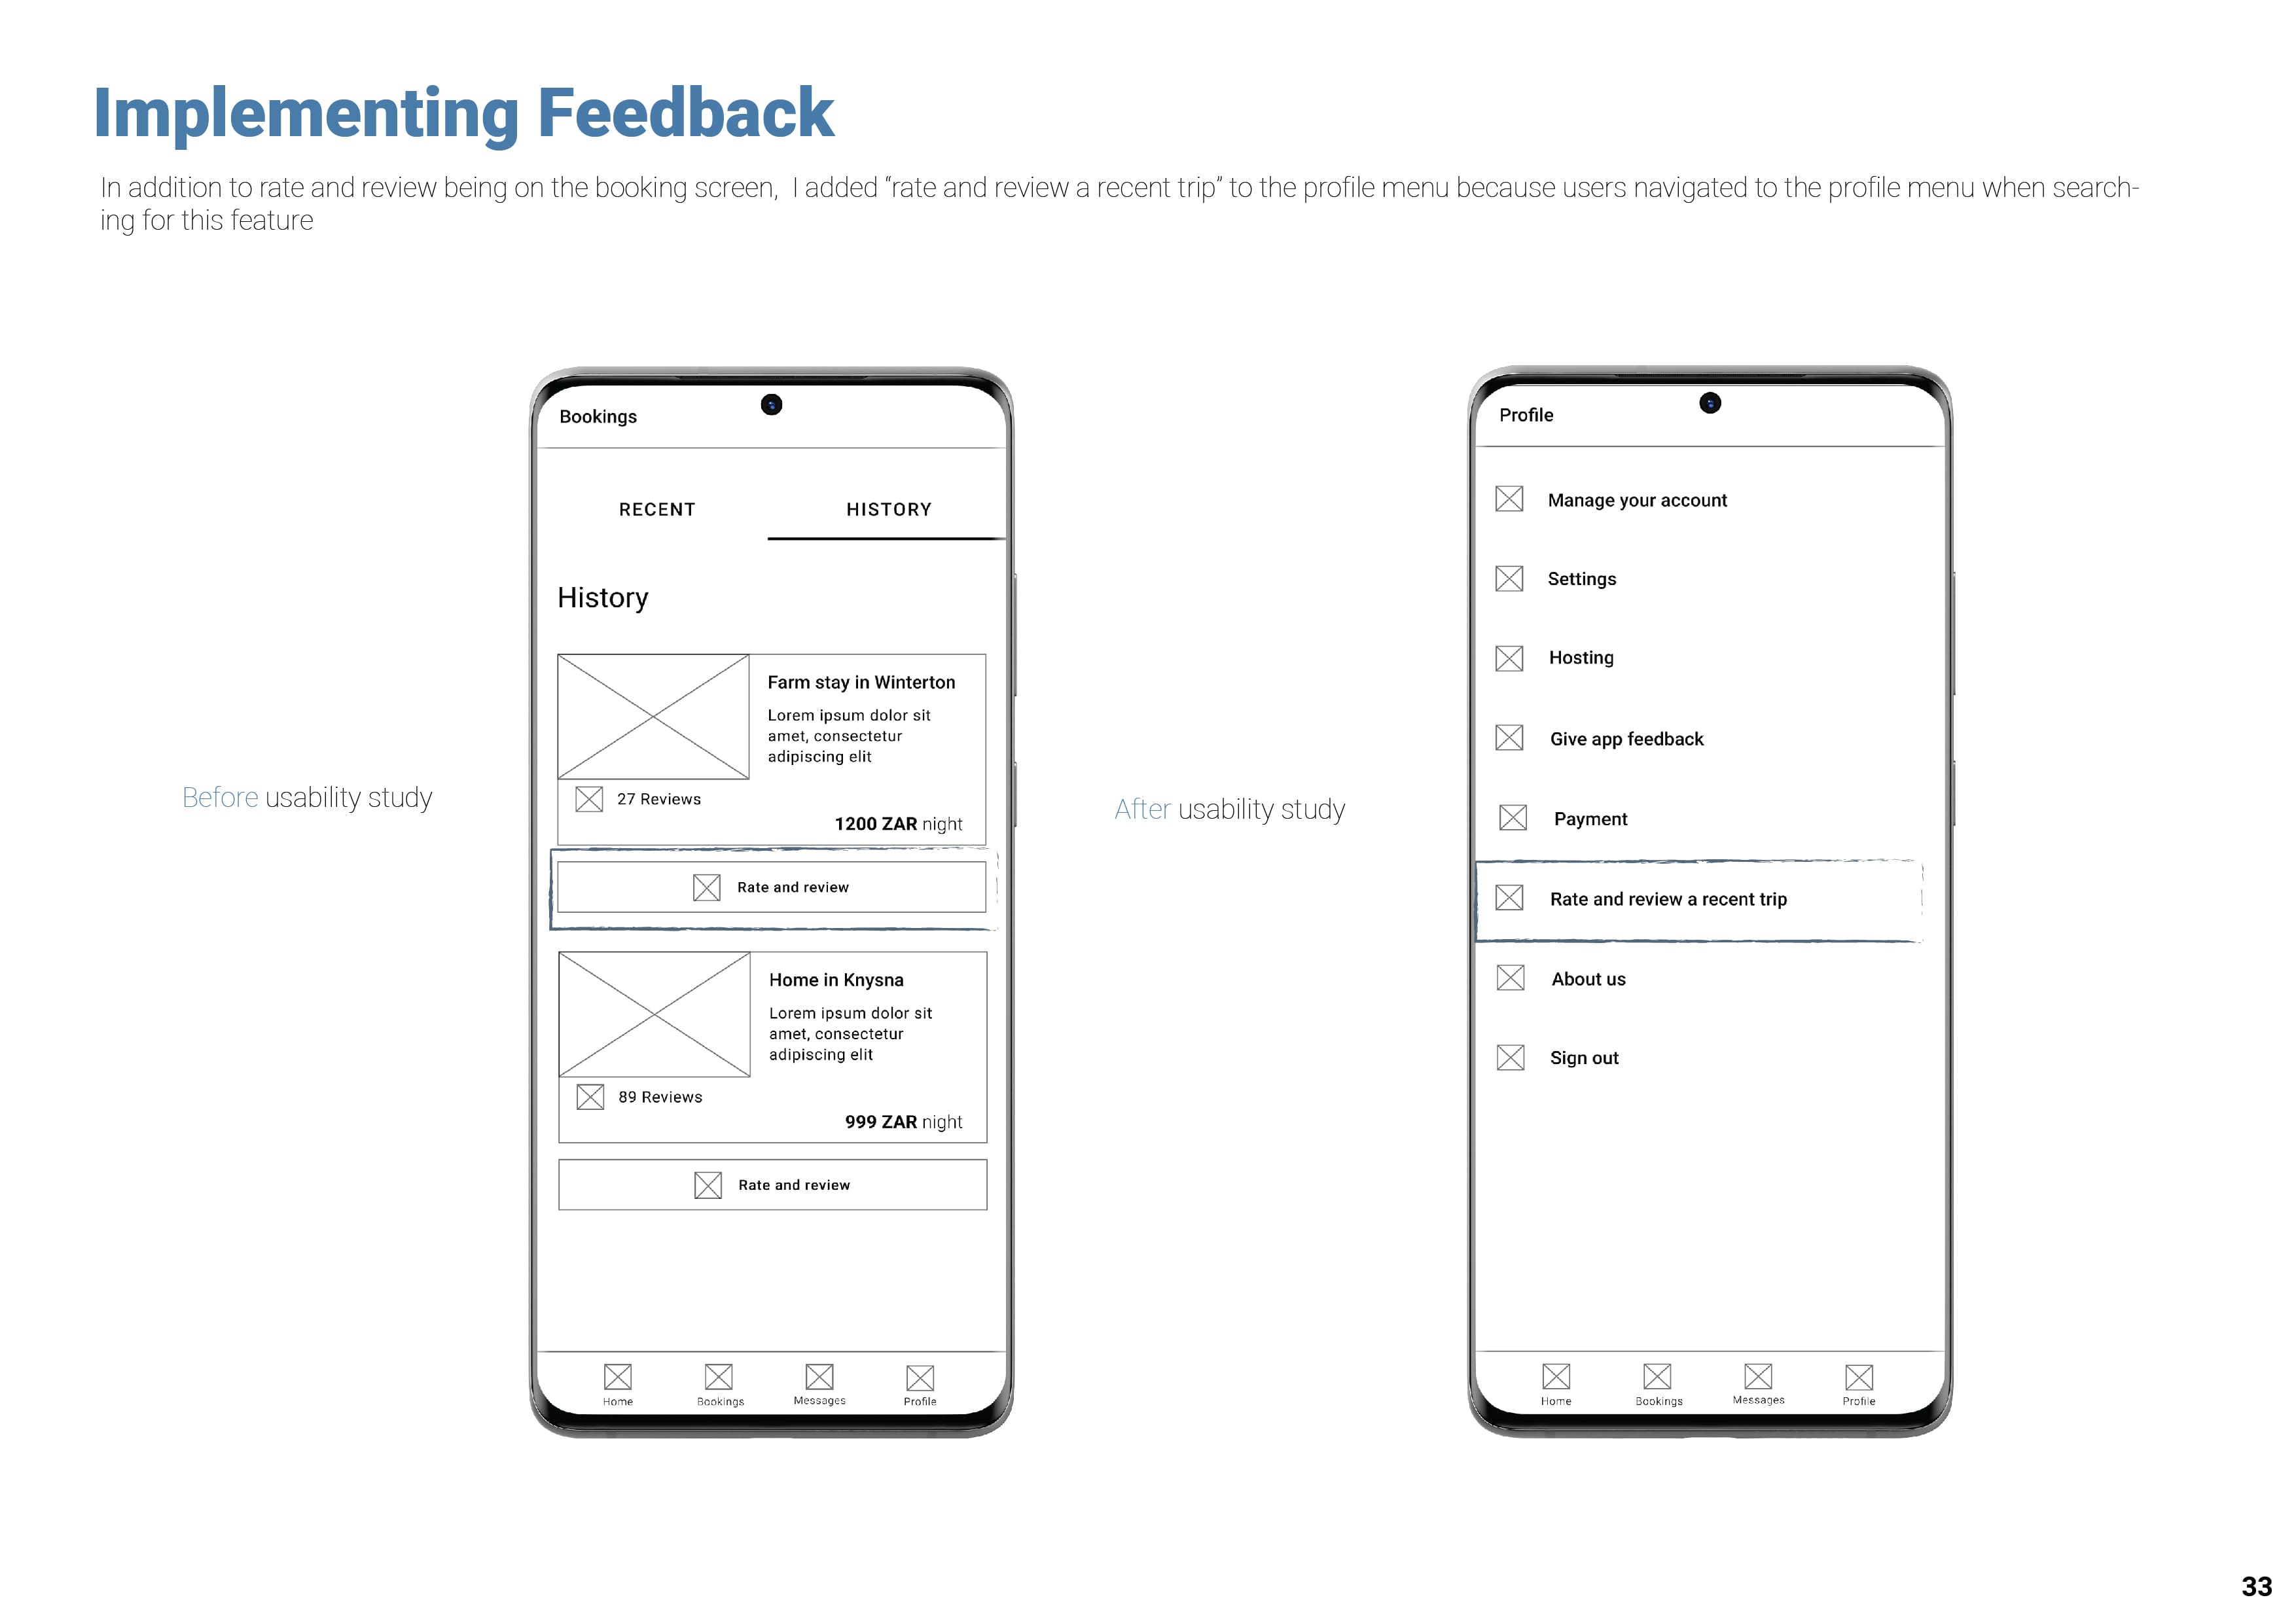 Implementing Feedback
In addition to rate and review being on the booking screen,  I added “rate and review a recent trip” to the profile menu because users navigated to the profile menu when search-
ing for this feature
Before usability study
Bookings
RECENT
HISTORY
History
Farm stay in Winterton
Lorem ipsum dolor sit
amet, consectetur
adipiscing elit
27 Reviews
1200 ZAR night
Rate and review
Home in Knysna
Lorem ipsum dolor sit
amet, consectetur
adipiscing elit
89 Reviews
999 ZAR night
Rate and review
Home
Bookings
Messages
Profile
After usability study
Profile
Manage your account
Settings
Hosting
Give app feedback
Payment
Rate and review a recent trip
About us
Sign out
Home
Bookings
Messages
Profile
33